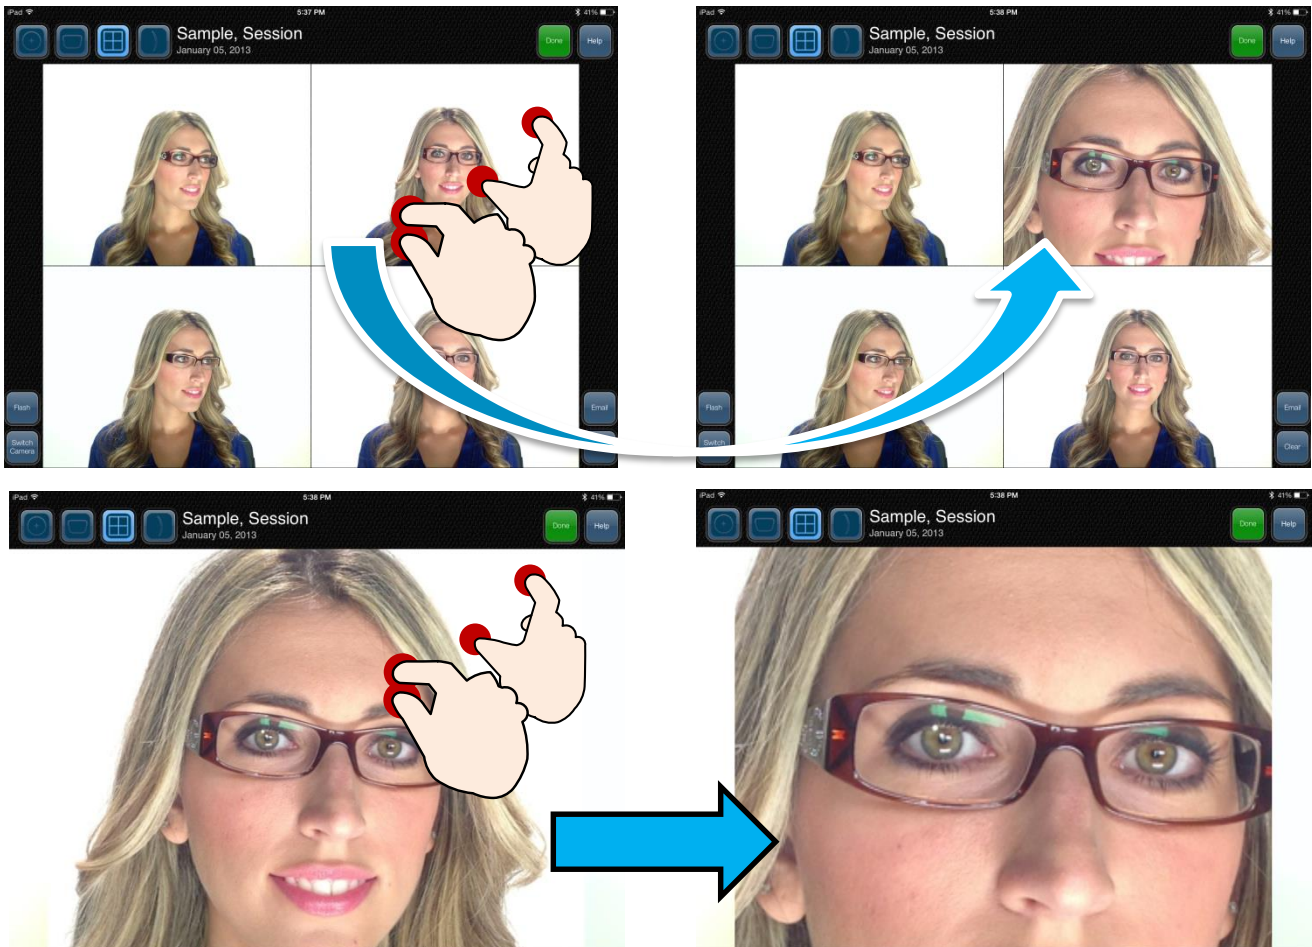 iPad 5:37 PM 41%
Sample, Session
January 05, 2013
Done
Help
Flash
Switch
Camera
Email
iPad 5:38 PM 41%
Sample, Session
January 05, 2013
Done
Help
Flash
Switch
Email
Clear
iPad 5:38 PM 41%
Sample, Session
January 05, 2013
Done
Help
iPad 5:38 PM 41%
Sample, Session
January 05, 2013
Done
Help